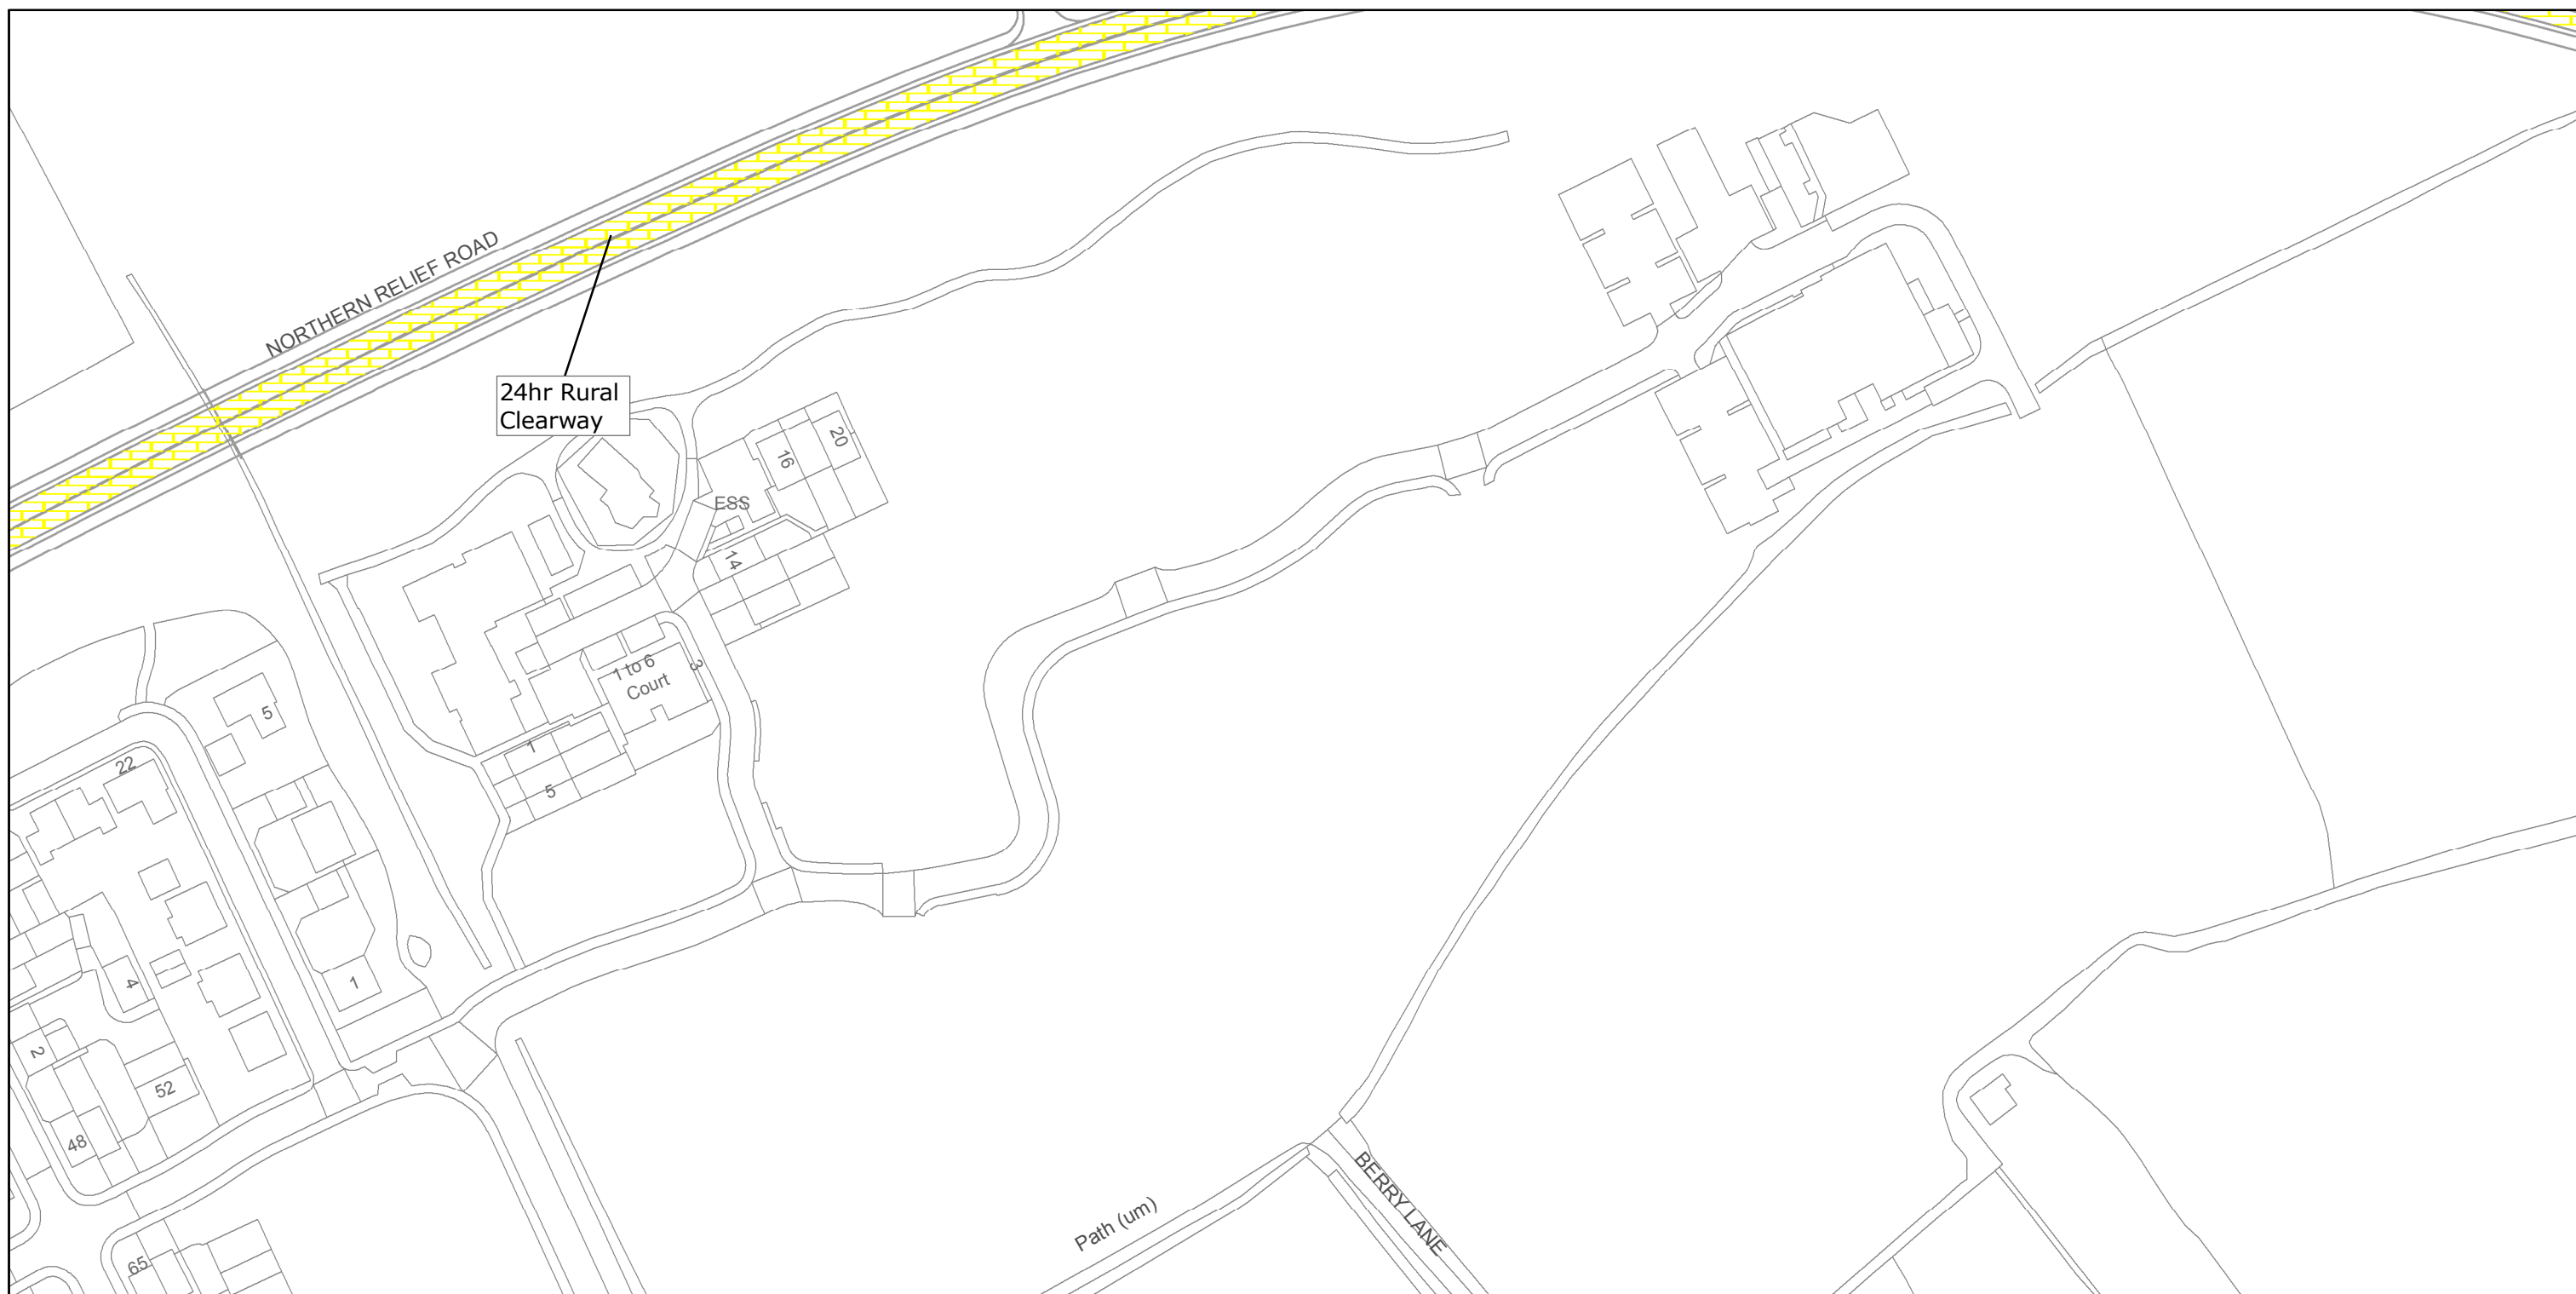 NORTHERN RELIEF ROAD
24hr Rural
Clearway
20
16
ESS
14
1 to 6
Court
3
5
1
22
5
4
1
2
52
48
BERRY LANE
Path (um)
65